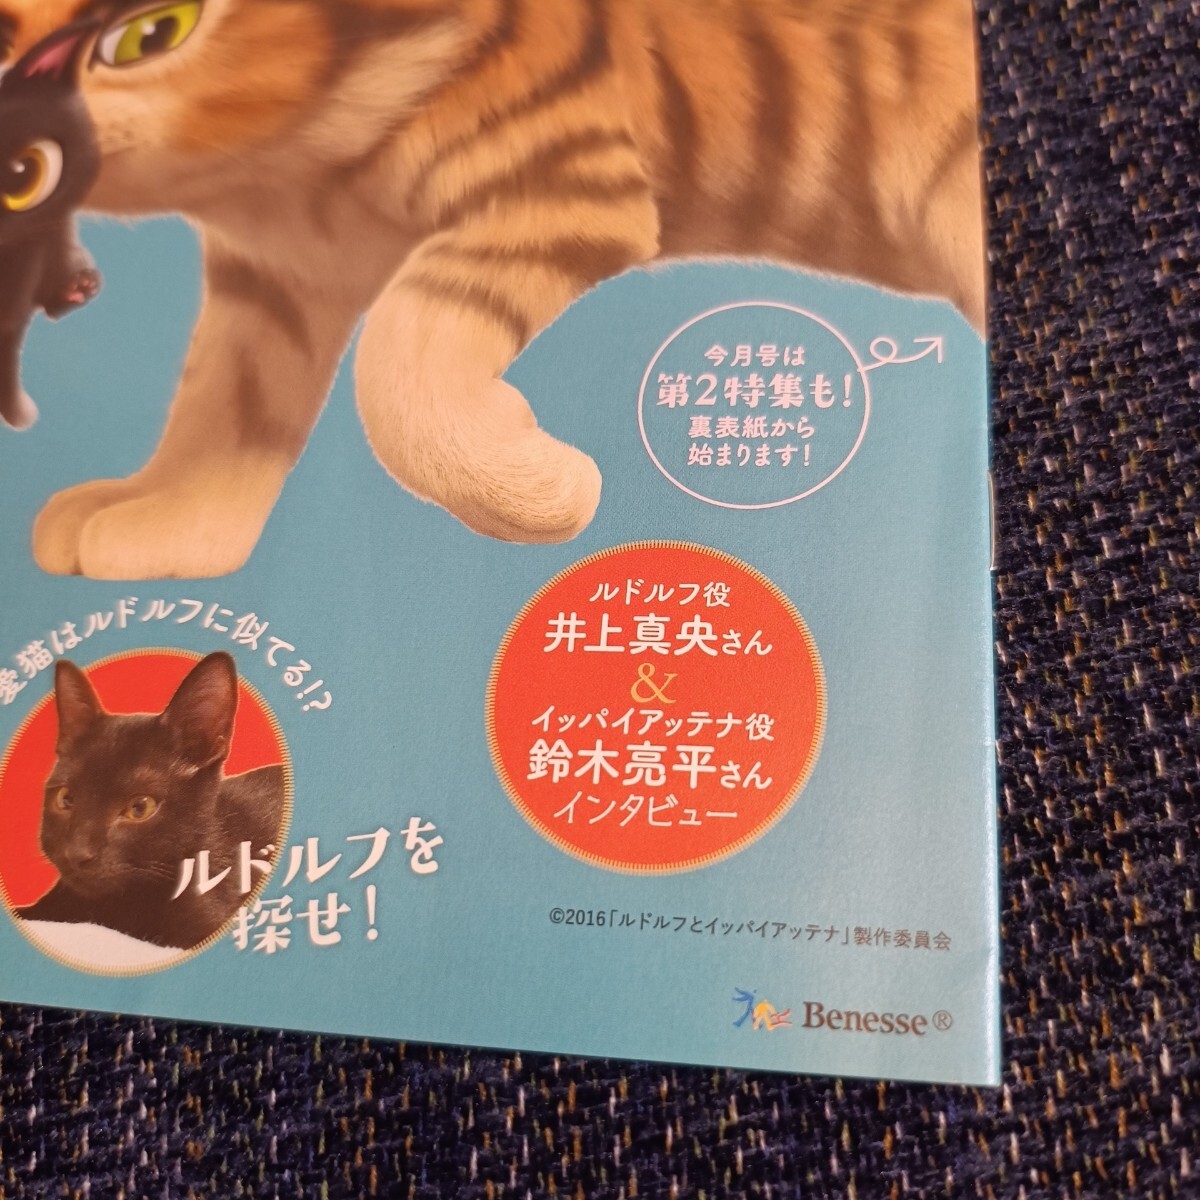 今月号は
第2特集も!
裏表紙から
始まります!
ルドルフ役
井上真央さん
&
イッパイアッテナ役
鈴木亮平さん
インタビュー
愛猫はルドルフに似てる!?
ルドルフを
探せ!
©2016「ルドルフとイッパイアッテナ」製作委員会
Benesse®